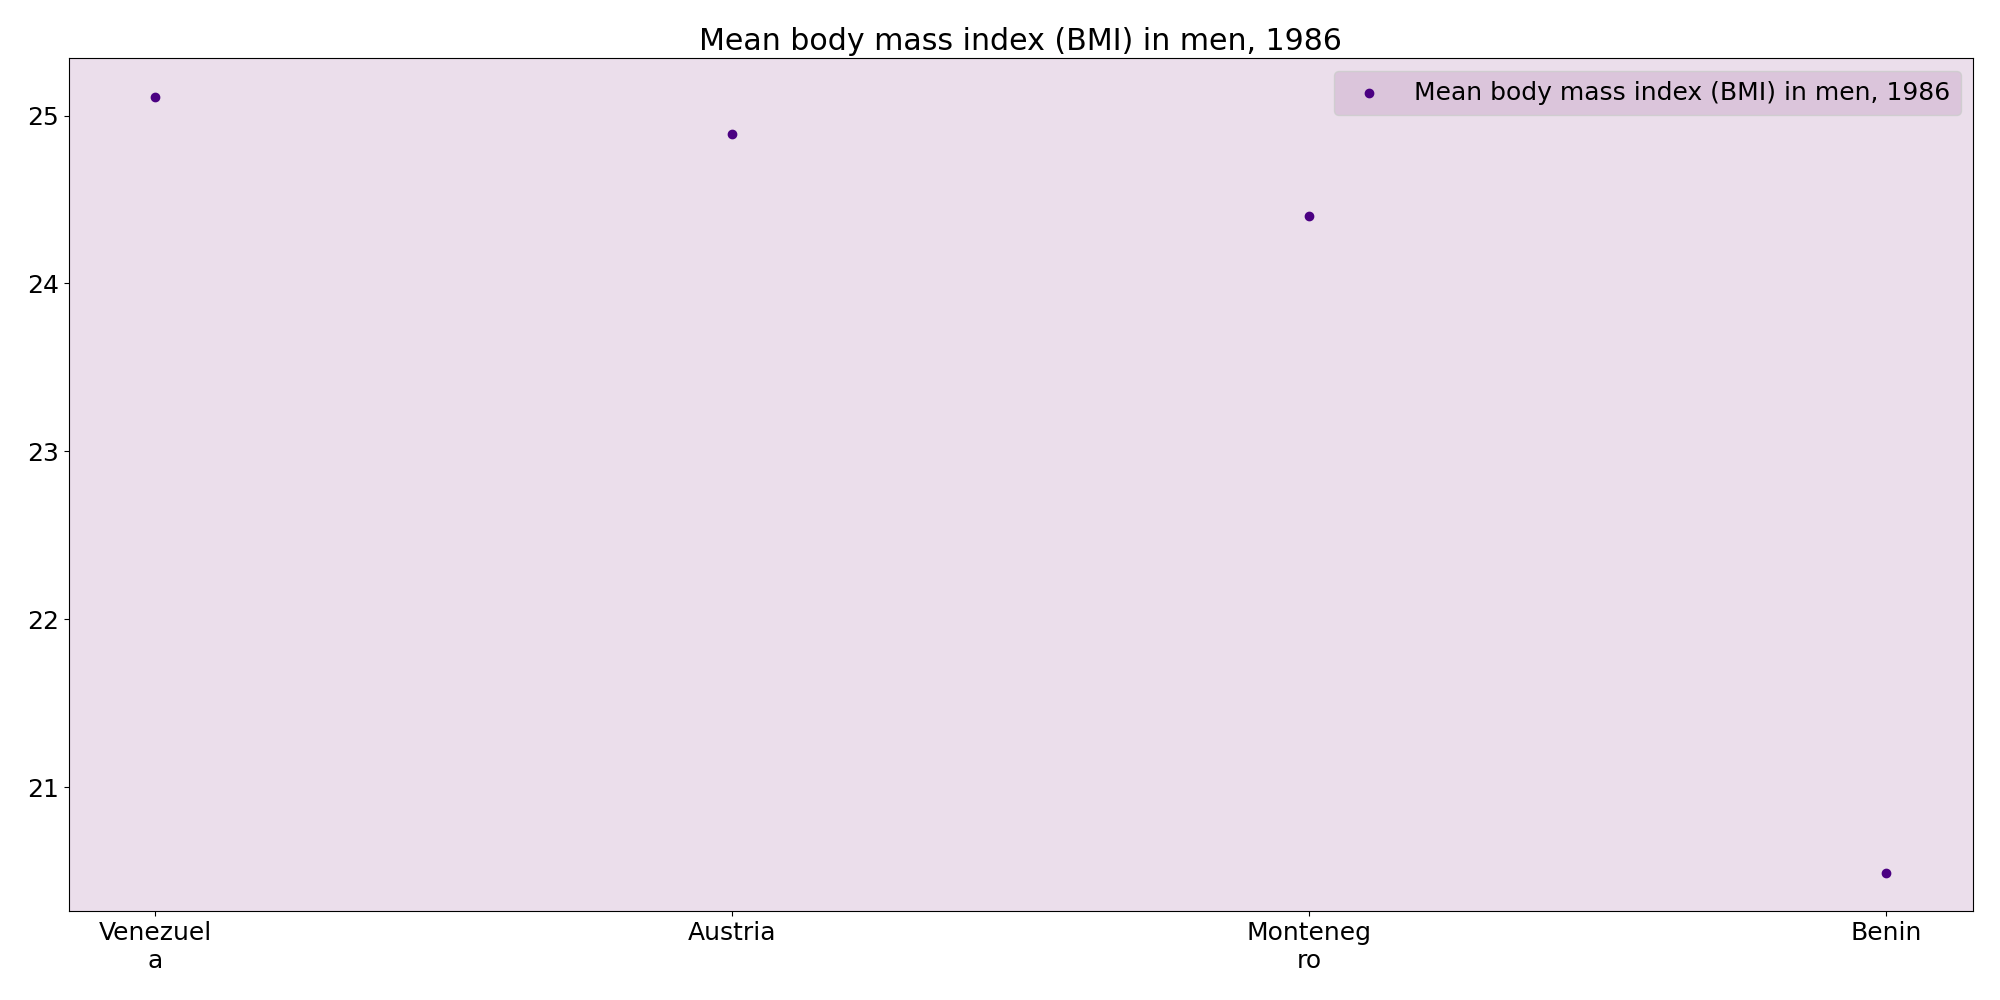 Mean body mass index (BMI) in men, 1986
Mean body mass index (BMI) in men, 1986
25
24
23
22
21
Venezuel
a
Austria
Monteneg
ro
Benin